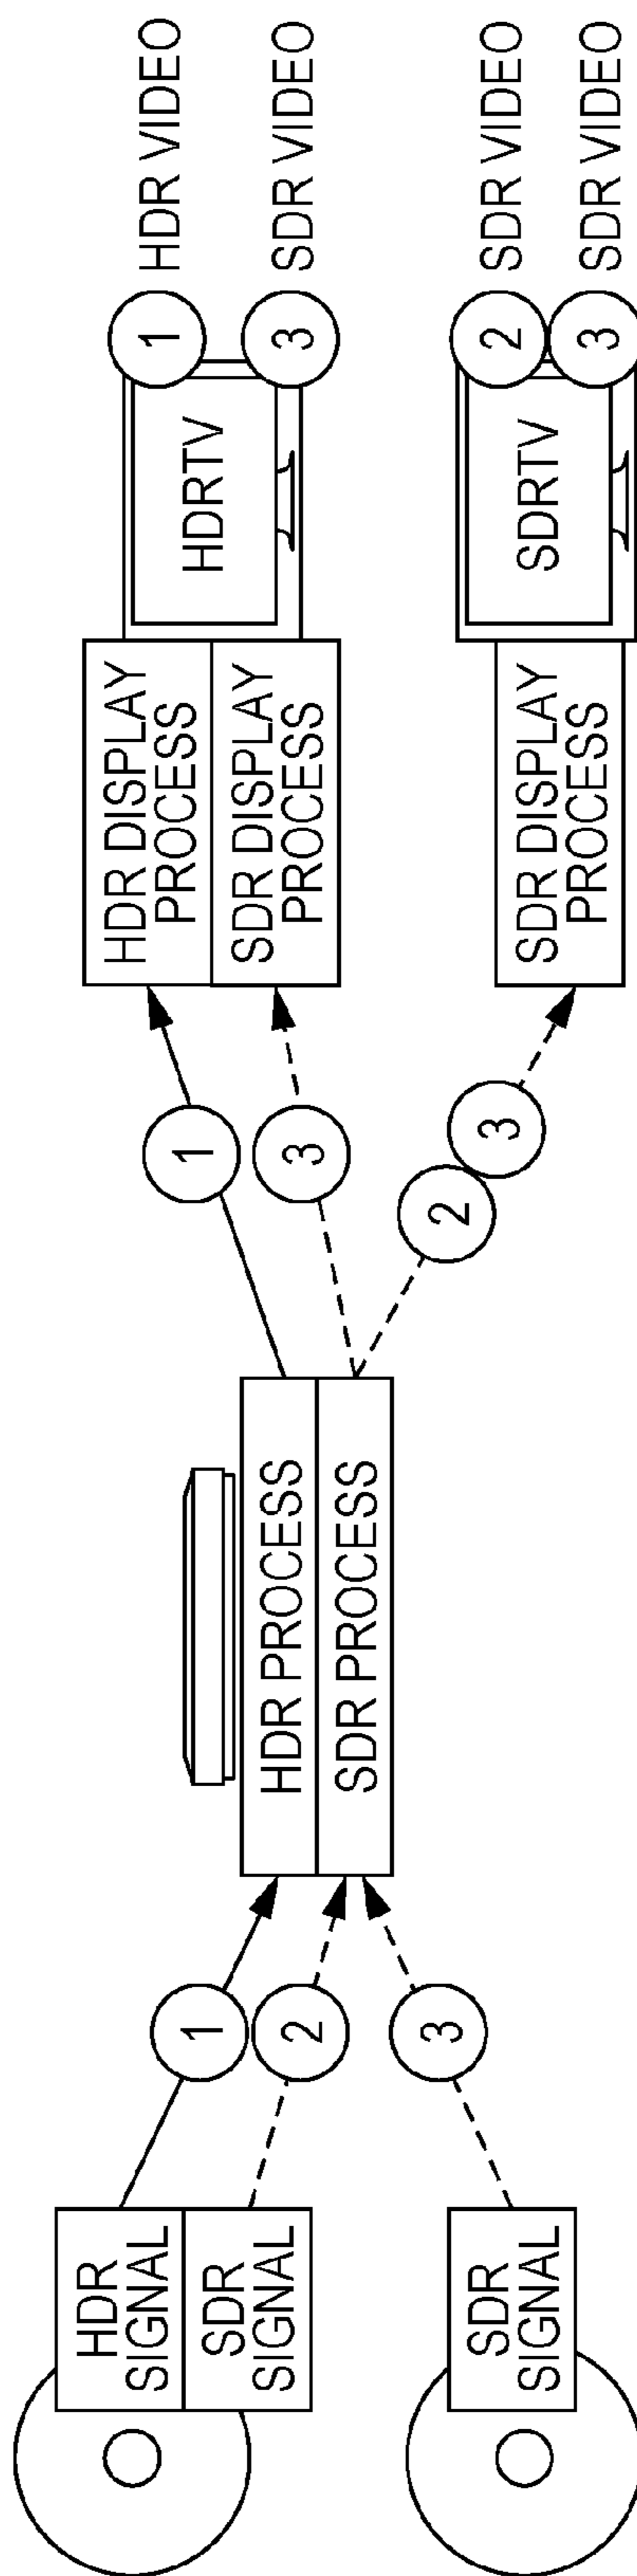 HDR
SIGNAL
SDR
SIGNAL
SDR
SIGNAL
1
2
3
HDR PROCESS
SDR PROCESS
1
3
2
3
HDR DISPLAY
PROCESS
SDR DISPLAY
PROCESS
SDR DISPLAY
PROCESS
HDRTV
SDRTV
1
HDR VIDEO
3
SDR VIDEO
2
SDR VIDEO
3
SDR VIDEO